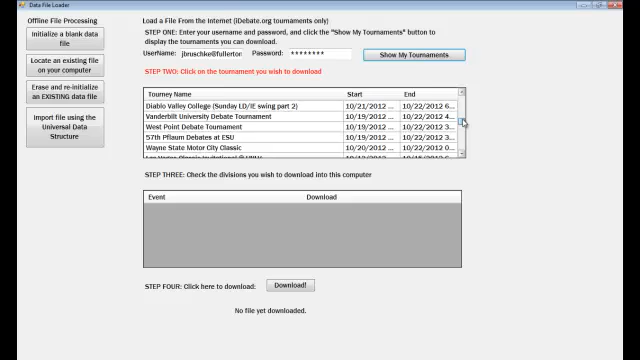 Data File Loader
Offline File Processing
Initialize a blank data
file
Locate an existing file
on your computer
Erase and re-initialize
an EXISTING data file
Import file using the
Universal Data
Structure
Load a File From the Internet (iDebate.org tournaments only)
STEP ONE: Enter your username and password, and click the "Show My Tournaments" button to
display the tournaments you can download.
UserName: jbruschke@fullerton Password: ******** Show My Tournaments
STEP TWO: Click on the tournament you wish to download
Tourney Name Start End
Diablo Valley College (Sunday LD/IE swing part 2) 10/21/2012 ... 10/22/2012 6...
Vanderbilt University Debate Tournament 10/19/2012 ... 10/22/2012 4...
West Point Debate Tournament 10/19/2012 ... 10/22/2012 3...
57th Pflaum Debates at ESU 10/20/2012 ... 10/22/2012 3...
Wayne State Motor City Classic 10/19/2012 ... 10/22/2012 0...
STEP THREE: Check the divisions you wish to download into this computer
Event Download
STEP FOUR: Click here to download: Download!
No file yet downloaded.